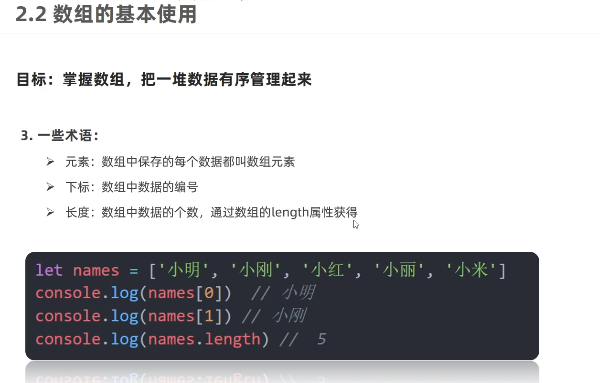 2.2 数组的基本使用
目标：掌握数组，把一堆数据有序管理起来
3. 一些术语：
➢ 元素：数组中保存的每个数据都叫数组元素
➢ 下标：数组中数据的编号
➢ 长度：数组中数据的个数，通过数组的length属性获得
let names = ['小明', '小刚', '小红', '小丽', '小米']
console.log(names[0])  // 小明
console.log(names[1]) // 小刚
console.log(names.length) //  5